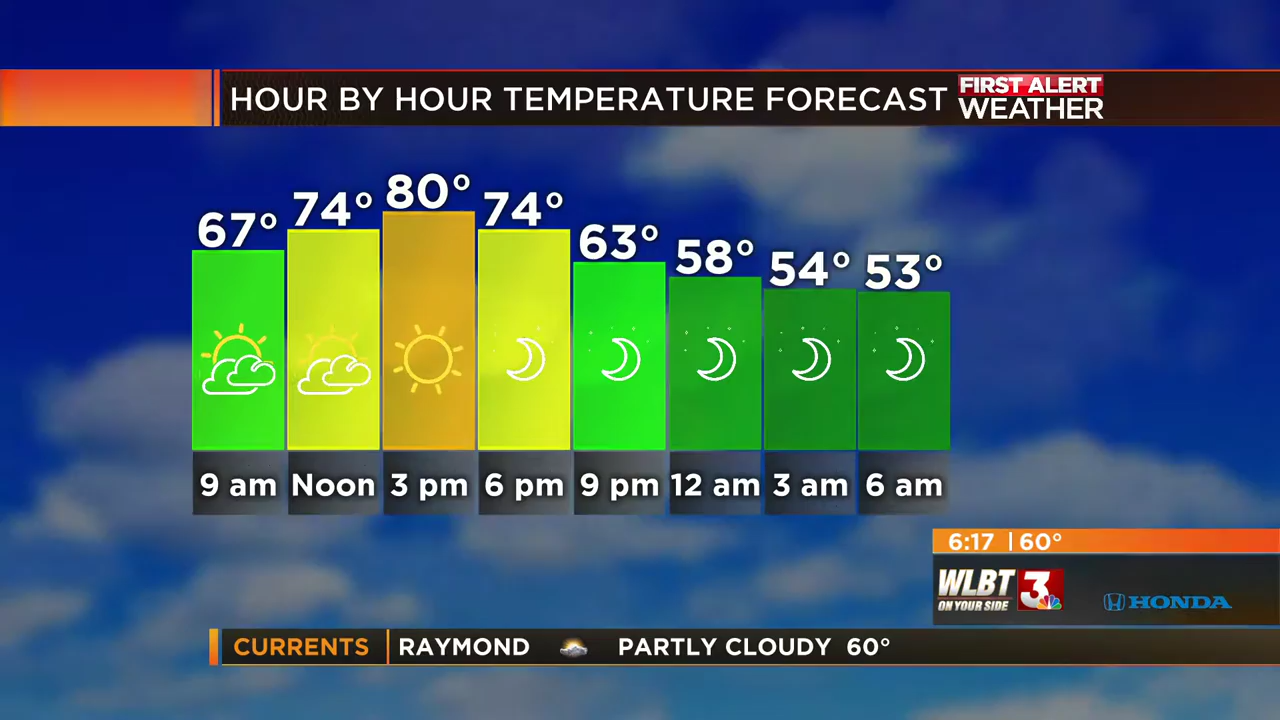 HOUR BY HOUR TEMPERATURE FORECAST
FIRST ALERT
WEATHER
67° 74° 80° 74° 63° 58° 54° 53°
9 am Noon 3 pm 6 pm 9 pm 12 am 3 am 6 am
6:17 | 60°
WLBT 3
ON YOUR SIDE
HONDA
CURRENTS RAYMOND PARTLY CLOUDY 60°